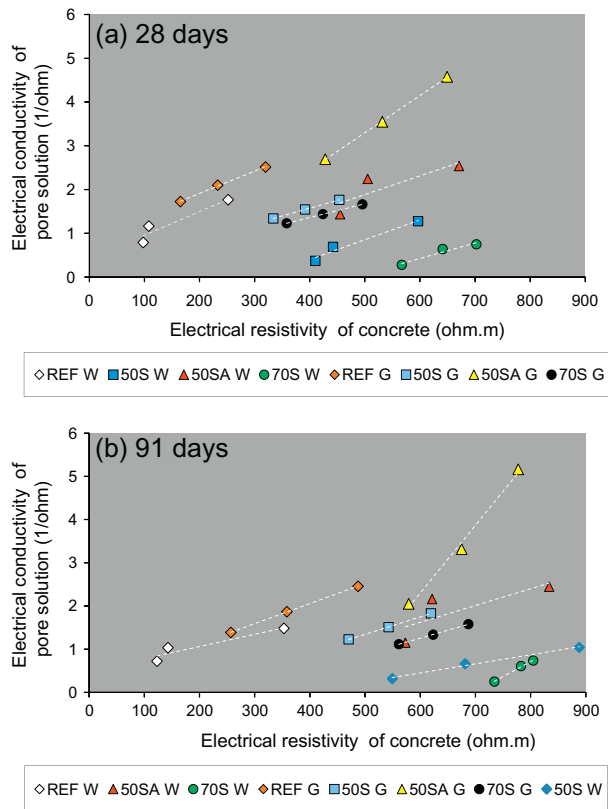 (a) 28 days
Electrical conductivity of
pore solution (1/ohm)
6
5
4
3
2
1
0
0 100 200 300 400 500 600 700 800 900
Electrical resistivity of concrete (ohm.m)
REF W 50S W 50SA W 70S W REF G 50S G 50SA G 70S G
(b) 91 days
Electrical conductivity of
pore solution (1/ohm)
6
5
4
3
2
1
0
0 100 200 300 400 500 600 700 800 900
Electrical resistivity of concrete (ohm.m)
REF W 50SA W 70S W REF G 50S G 50SA G 70S G 50S W